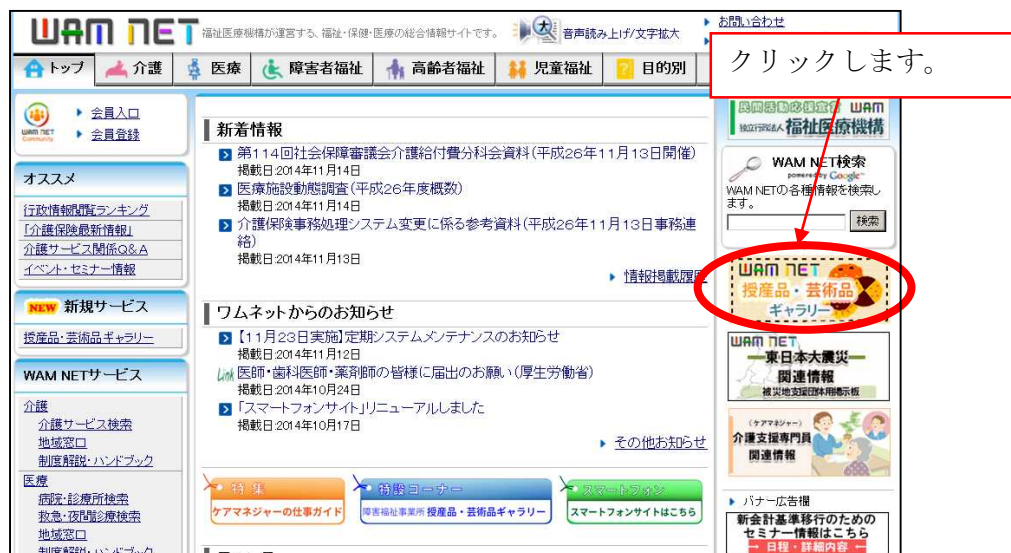 WAM NET
福祉医療機構が運営する、福祉・保健・医療の総合情報サイトです。
音声読み上げ/文字拡大
お問い合わせ
クリックします。
トップ
介護
医療
障害者福祉
高齢者福祉
児童福祉
目的別
会員入口
会員登録
WAM NET
Community
オススメ
行政情報閲覧ランキング
「介護保険最新情報」
介護サービス関係Q&A
イベント・セミナー情報
NEW 新規サービス
授産品・芸術品ギャラリー
WAM NETサービス
介護
介護サービス検索
地域窓口
制度解説・ハンドブック
医療
病院・診療所検索
救急・夜間診療検索
地域窓口
制度解説・ハンドブック
新着情報
第114回社会保障審議会介護給付費分科会資料(平成26年11月13日開催)
掲載日:2014年11月14日
医療施設動態調査(平成26年度概数)
掲載日:2014年11月14日
介護保険事務処理システム変更に係る参考資料(平成26年11月13日事務連
絡)
掲載日:2014年11月13日
情報掲載履歴
ワムネットからのお知らせ
【11月23日実施】定期システムメンテナンスのお知らせ
掲載日:2014年11月12日
Link 医師・歯科医師・薬剤師の皆様に届出のお願い(厚生労働省)
掲載日:2014年10月24日
「スマートフォンサイト」リニューアルしました
掲載日:2014年10月17日
その他お知らせ
特集
ケアマネジャーの仕事ガイド
特設コーナー
障害福祉事業所 授産品・芸術品ギャラリー
スマートフォン
スマートフォンサイトはこちら
民間活動応援宣言 WAM
独立行政法人 福祉医療機構
WAM NET検索
powered by Google
WAM NETの各種情報を検索し
ます。
検索
WAM NET
授産品・芸術品
ギャラリー
WAM NET
東日本大震災
関連情報
被災地支援団体用掲示板
(ケアマネジャー)
介護支援専門員
関連情報
バナー広告欄
新会計基準移行のための
セミナー情報はこちら
→ 日程・詳細内容 ←